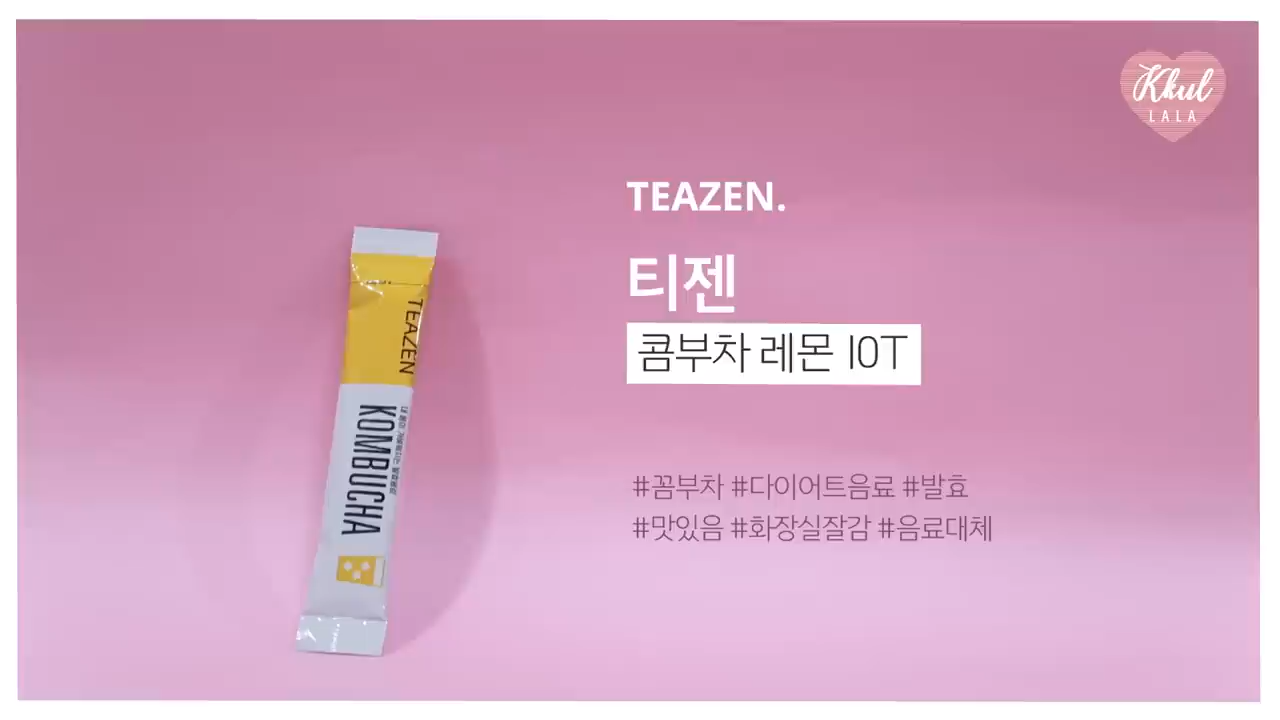 Khul
LALA
TEAZEN.
티젠
콤부차 레몬 10T
#꼼부차 #다이어트음료 #발효
#맛있음 #화장실잘감 #음료대체
TEAZEN
KOMBUCHA